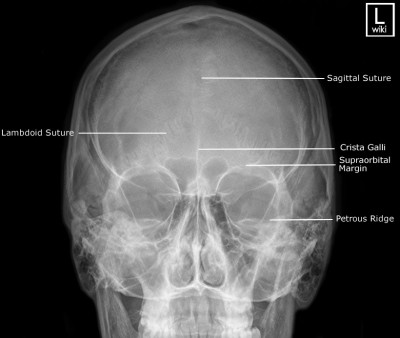 L
wiki
Sagittal Suture
Lambdoid Suture
Crista Galli
Supraorbital
Margin
Petrous Ridge